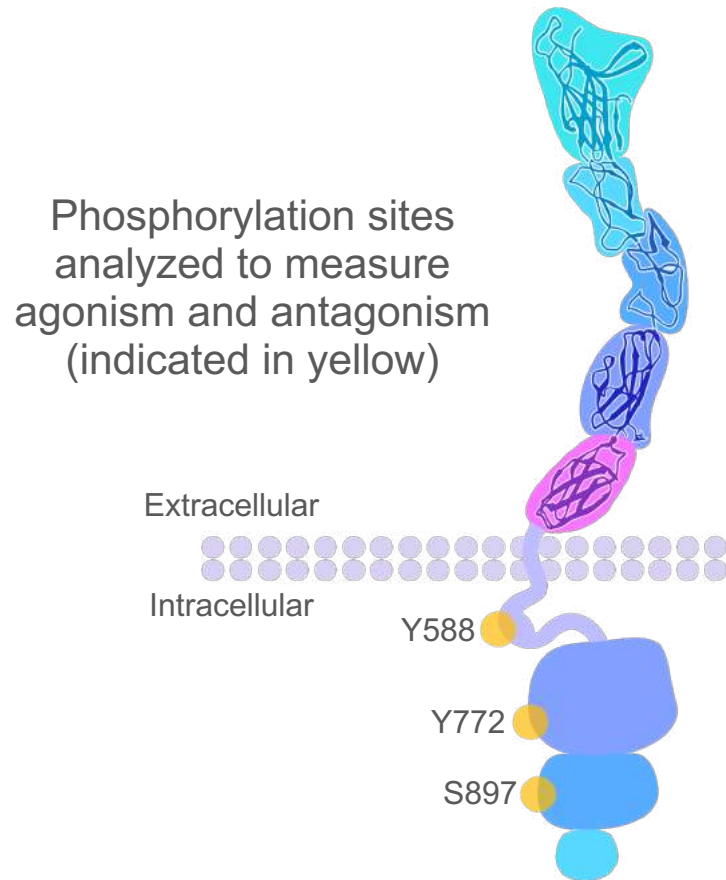 Phosphorylation sites
analyzed to measure
agonism and antagonism
(indicated in yellow)
Extracellular
Intracellular
Y588
Y772
S897